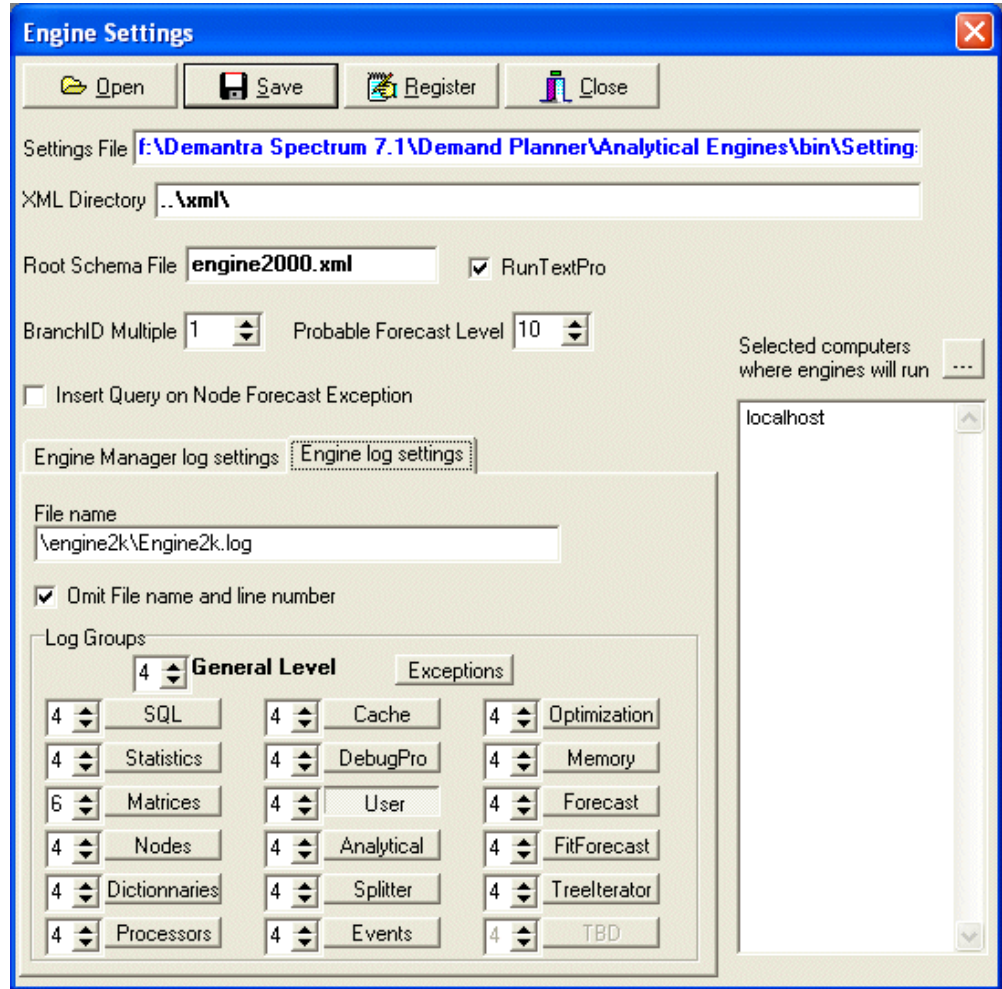 Engine Settings
Open Save Register Close
Settings File f:\Demantra Spectrum 7.1\Demand Planner\Analytical Engines\bin\Settings
XML Directory ..\xml\
Root Schema File engine2000.xml RunTextPro
BranchID Multiple 1 Probable Forecast Level 10
Selected computers
where engines will run ...
Insert Query on Node Forecast Exception
localhost
Engine Manager log settings Engine log settings
File name
\engine2k\Engine2k.log
Omit File name and line number
Log Groups
4 General Level Exceptions
4 SQL 4 Cache 4 Optimization
4 Statistics 4 DebugPro 4 Memory
6 Matrices 4 User 4 Forecast
4 Nodes 4 Analytical 4 FitForecast
4 Dictionnaries 4 Splitter 4 TreeIterator
4 Processors 4 Events 4 TBD